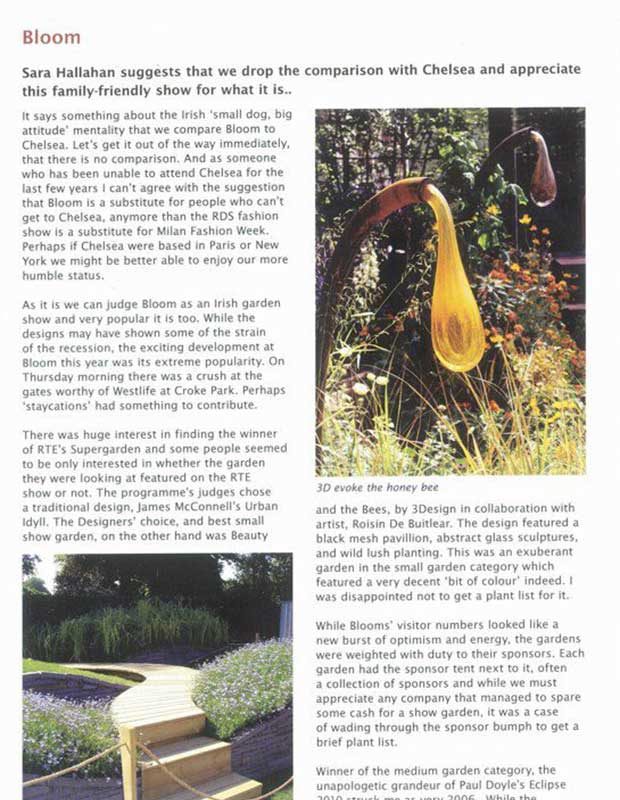 Bloom
Sara Hallahan suggests that we drop the comparison with Chelsea and appreciate
this family-friendly show for what it is..
It says something about the Irish ‘small dog, big
attitude’ mentality that we compare Bloom to
Chelsea. Let’s get it out of the way immediately,
that there is no comparison. And as someone
who has been unable to attend Chelsea for the
last few years I can’t agree with the suggestion
that Bloom is a substitute for people who can’t
get to Chelsea, anymore than the RDS fashion
show is a substitute for Milan Fashion Week.
Perhaps if Chelsea were based in Paris or New
York we might be better able to enjoy our more
humble status.
As it is we can judge Bloom as an Irish garden
show and very popular it is too. While the
designs may have shown some of the strain
of the recession, the exciting development at
Bloom this year was its extreme popularity. On
Thursday morning there was a crush at the
gates worthy of Westlife at Croke Park. Perhaps
‘staycations’ had something to contribute.
There was huge interest in finding the winner
of RTE’s Supergarden and some people seemed
to be only interested in whether the garden
they were looking at featured on the RTE
show or not. The programme’s judges chose
a traditional design, James McConnell’s Urban
Idyll. The Designers’ choice, and best small
show garden, on the other hand was Beauty
3D evoke the honey bee
and the Bees, by 3Design in collaboration with
artist, Roisin De Buitlear. The design featured a
black mesh pavillion, abstract glass sculptures,
and wild lush planting. This was an exuberant
garden in the small garden category which
featured a very decent ‘bit of colour’ indeed. I
was disappointed not to get a plant list for it.
While Blooms’ visitor numbers looked like a
new burst of optimism and energy, the gardens
were weighted with duty to their sponsors. Each
garden had the sponsor tent next to it, often
a collection of sponsors and while we must
appreciate any company that managed to spare
some cash for a show garden, it was a case
of wading through the sponsor bumph to get a
brief plant list.
Winner of the medium garden category, the
unapologetic grandeur of Paul Doyle’s Eclipse
2010 struck me as very 2006. While the